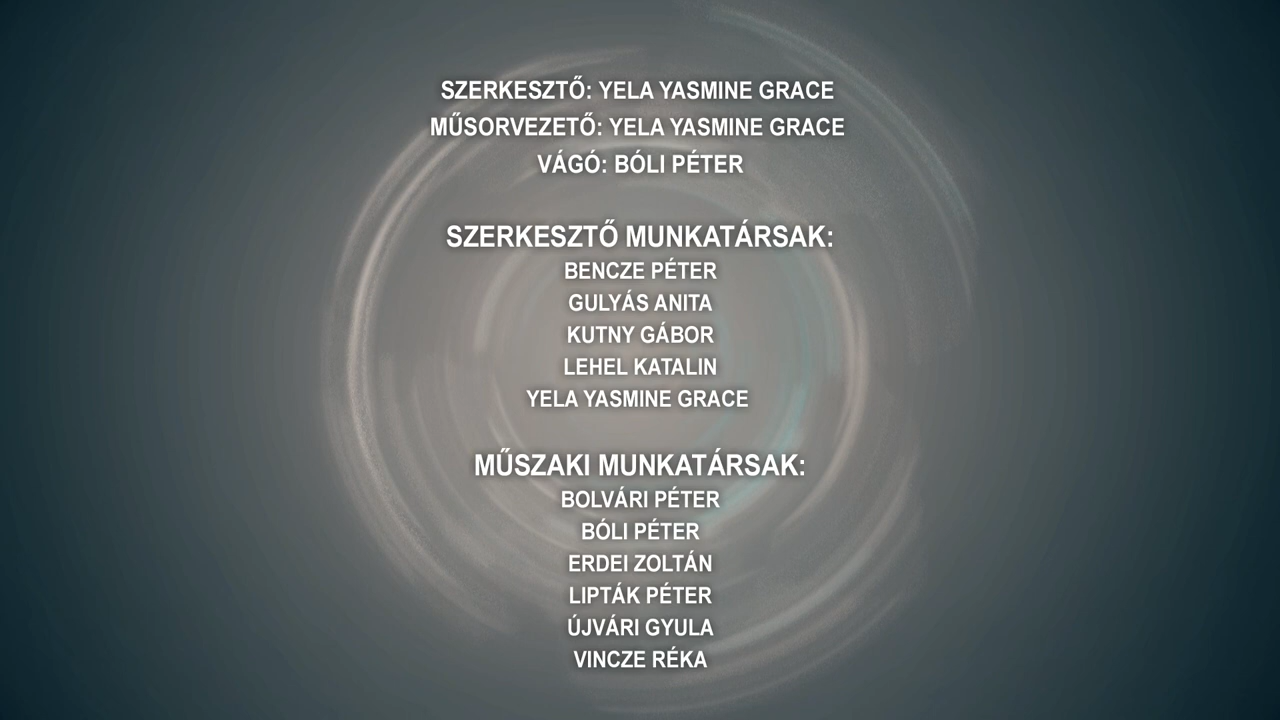 SZERKESZTŐ: YELA YASMINE GRACE
MŰSORVEZETŐ: YELA YASMINE GRACE
VÁGÓ: BÓLI PÉTER
SZERKESZTŐ MUNKATÁRSAK:
BENCZE PÉTER
GULYÁS ANITA
KUTNY GÁBOR
LEHEL KATALIN
YELA YASMINE GRACE
MŰSZAKI MUNKATÁRSAK:
BOLVÁRI PÉTER
BÓLI PÉTER
ERDEI ZOLTÁN
LIPTÁK PÉTER
ÚJVÁRI GYULA
VINCZE RÉKA